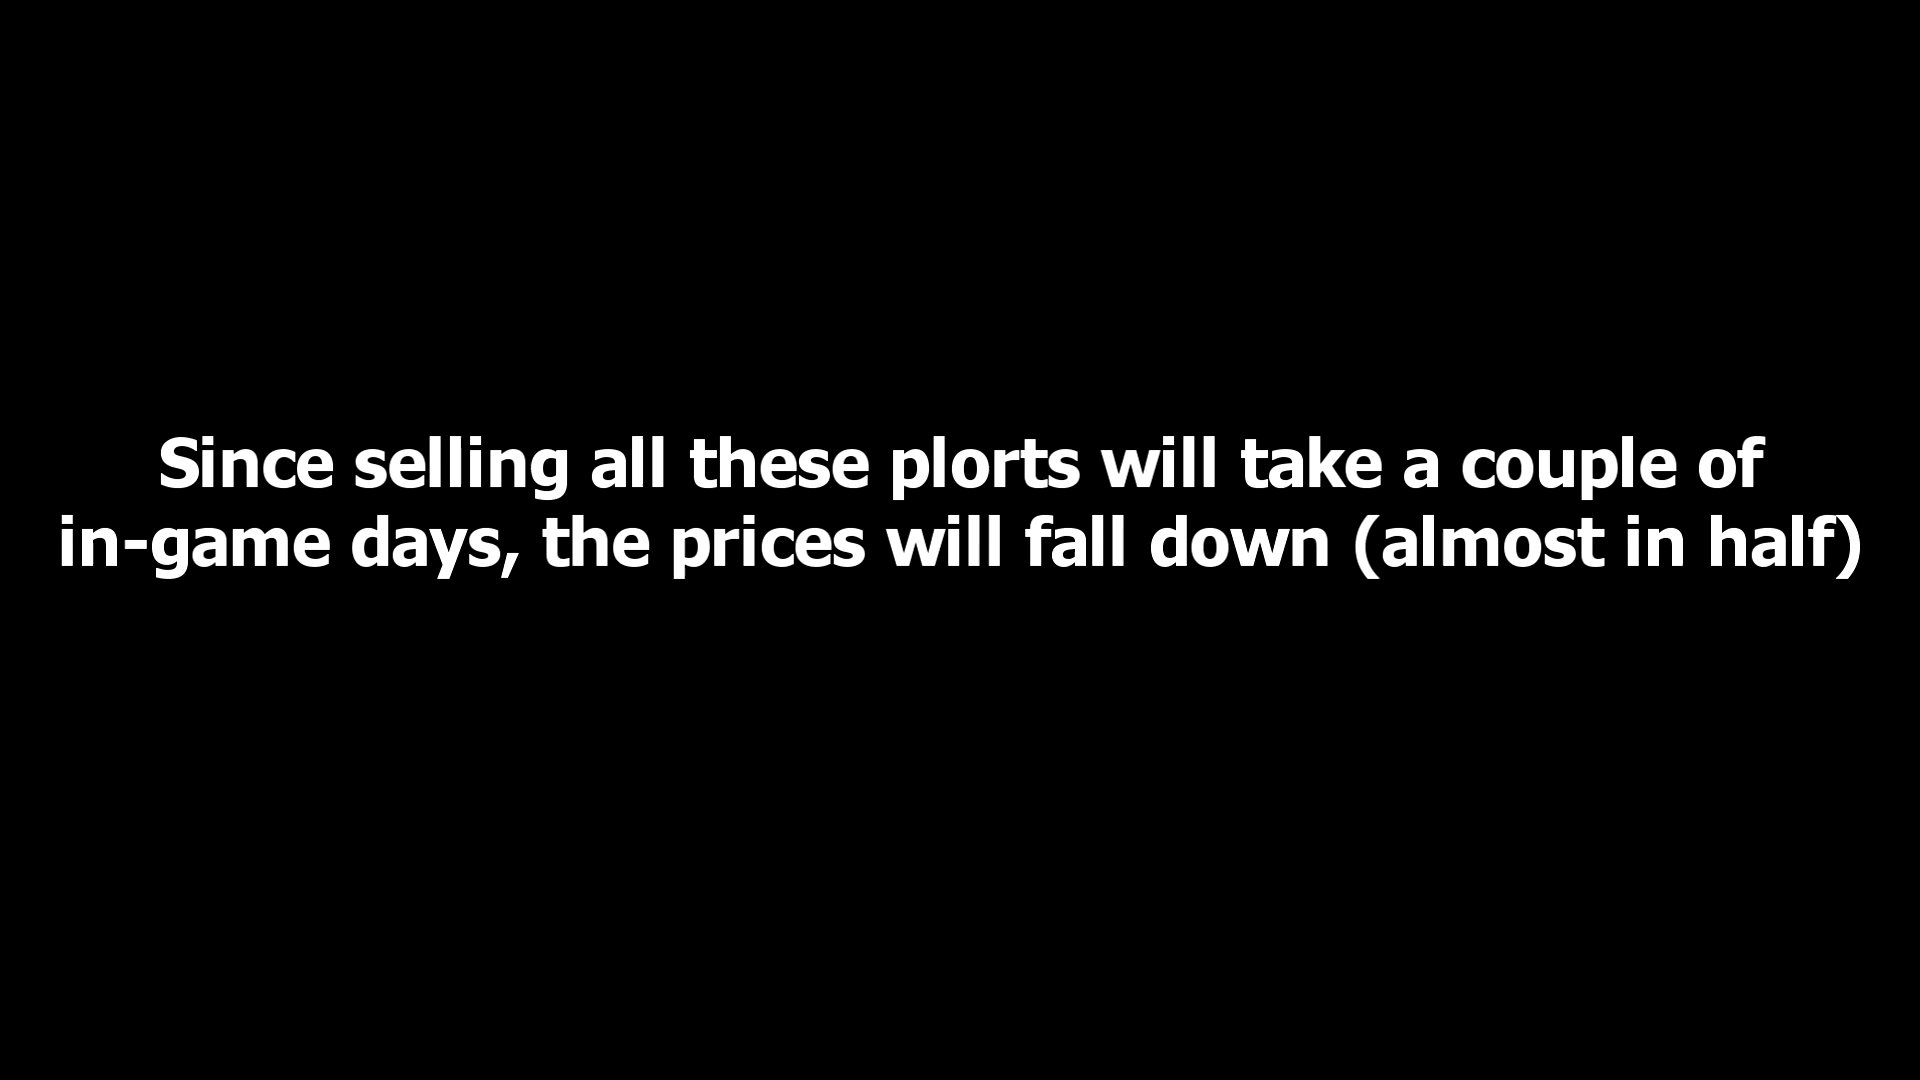 Since selling all these plorts will take a couple of
in-game days, the prices will fall down (almost in half)